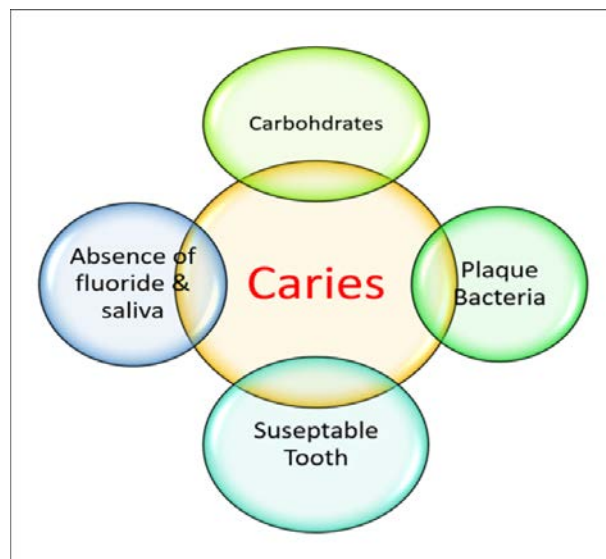 Carbohdrates
Absence of
fluoride &
saliva
Caries
Plaque
Bacteria
Suseptable
Tooth